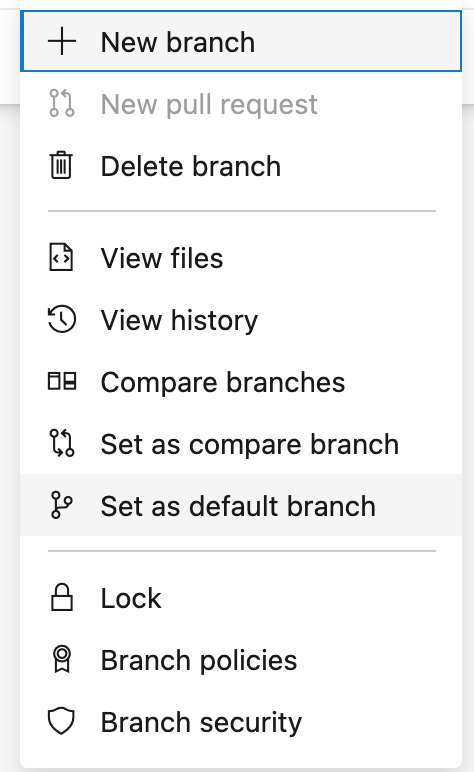 New branch
New pull request
Delete branch
View files
View history
Compare branches
Set as compare branch
Set as default branch
Lock
Branch policies
Branch security